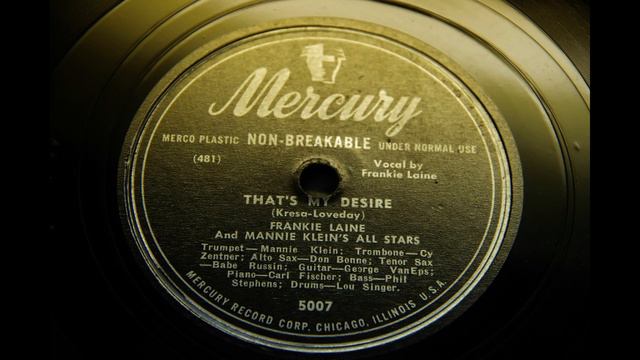 Mercury
MERCO PLASTIC NON-BREAKABLE UNDER NORMAL USE
(481)
Vocal by
Frankie Laine
THAT'S MY DESIRE
(Kresa-Loveday)
FRANKIE LAINE
And MANNIE KLEIN'S ALL STARS
Trumpet—Mannie Klein; Trombone—Cy
Zentner; Alto Sax—Don Bonne; Tenor Sax
—Babe Russin; Guitar—George VanEps;
Piano—Carl Fischer; Bass—Phil
Stephens; Drums—Lou Singer.
5007
MERCURY RECORD CORP. CHICAGO, ILLINOIS U.S.A.